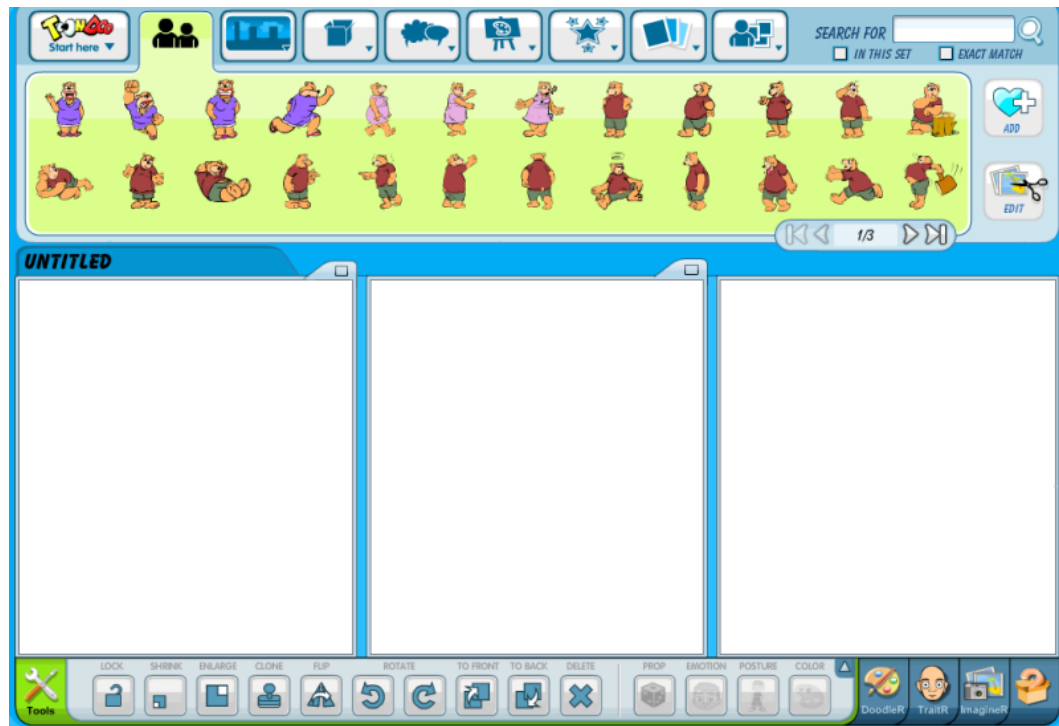 TOONDOO
Start here
SEARCH FOR
IN THIS SET
EXACT MATCH
ADD
EDIT
1/3
UNTITLED
Tools
LOCK
SHRINK
ENLARGE
CLONE
FLIP
ROTATE
TO FRONT
TO BACK
DELETE
PROP
EMOTION
POSTURE
COLOR
DoodleR
TraitR
ImagineR